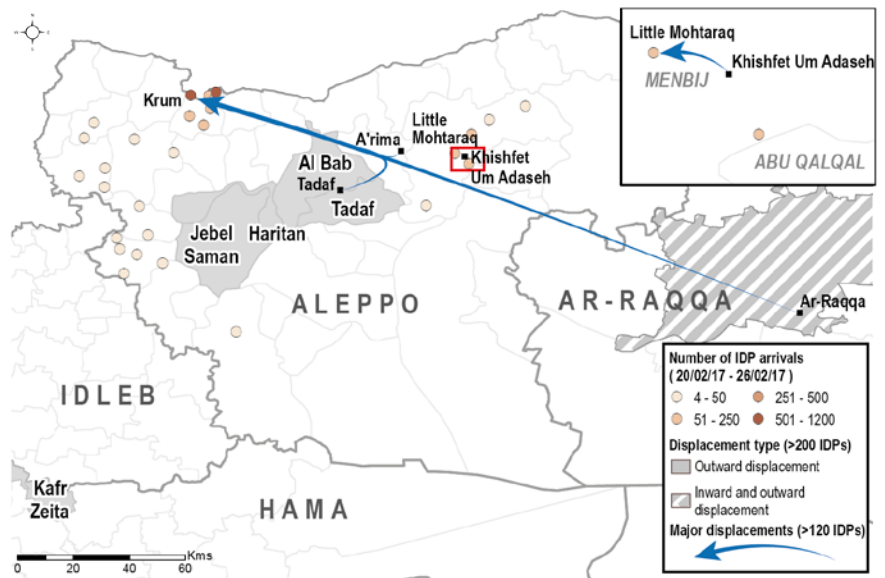 N
W
E
S
Little Mohtaraq
Khishfet Um Adaseh
MENBIJ
ABU QALQAL
Krum
A'rima
Little
Mohtaraq
Khishfet
Um Adaseh
Al Bab
Tadaf
Tadaf
Jebel
Saman
Haritan
ALEPPO
AR-RAQQA
Ar-Raqqa
IDLEB
Kafr
Zeita
HAMA
Number of IDP arrivals
( 20/02/17 - 26/02/17 )
4 - 50
251 - 500
51 - 250
501 - 1200
Displacement type (>200 IDPs)
Outward displacement
Inward and outward
displacement
Major displacements (>120 IDPs)
Kms
0 20 40 60